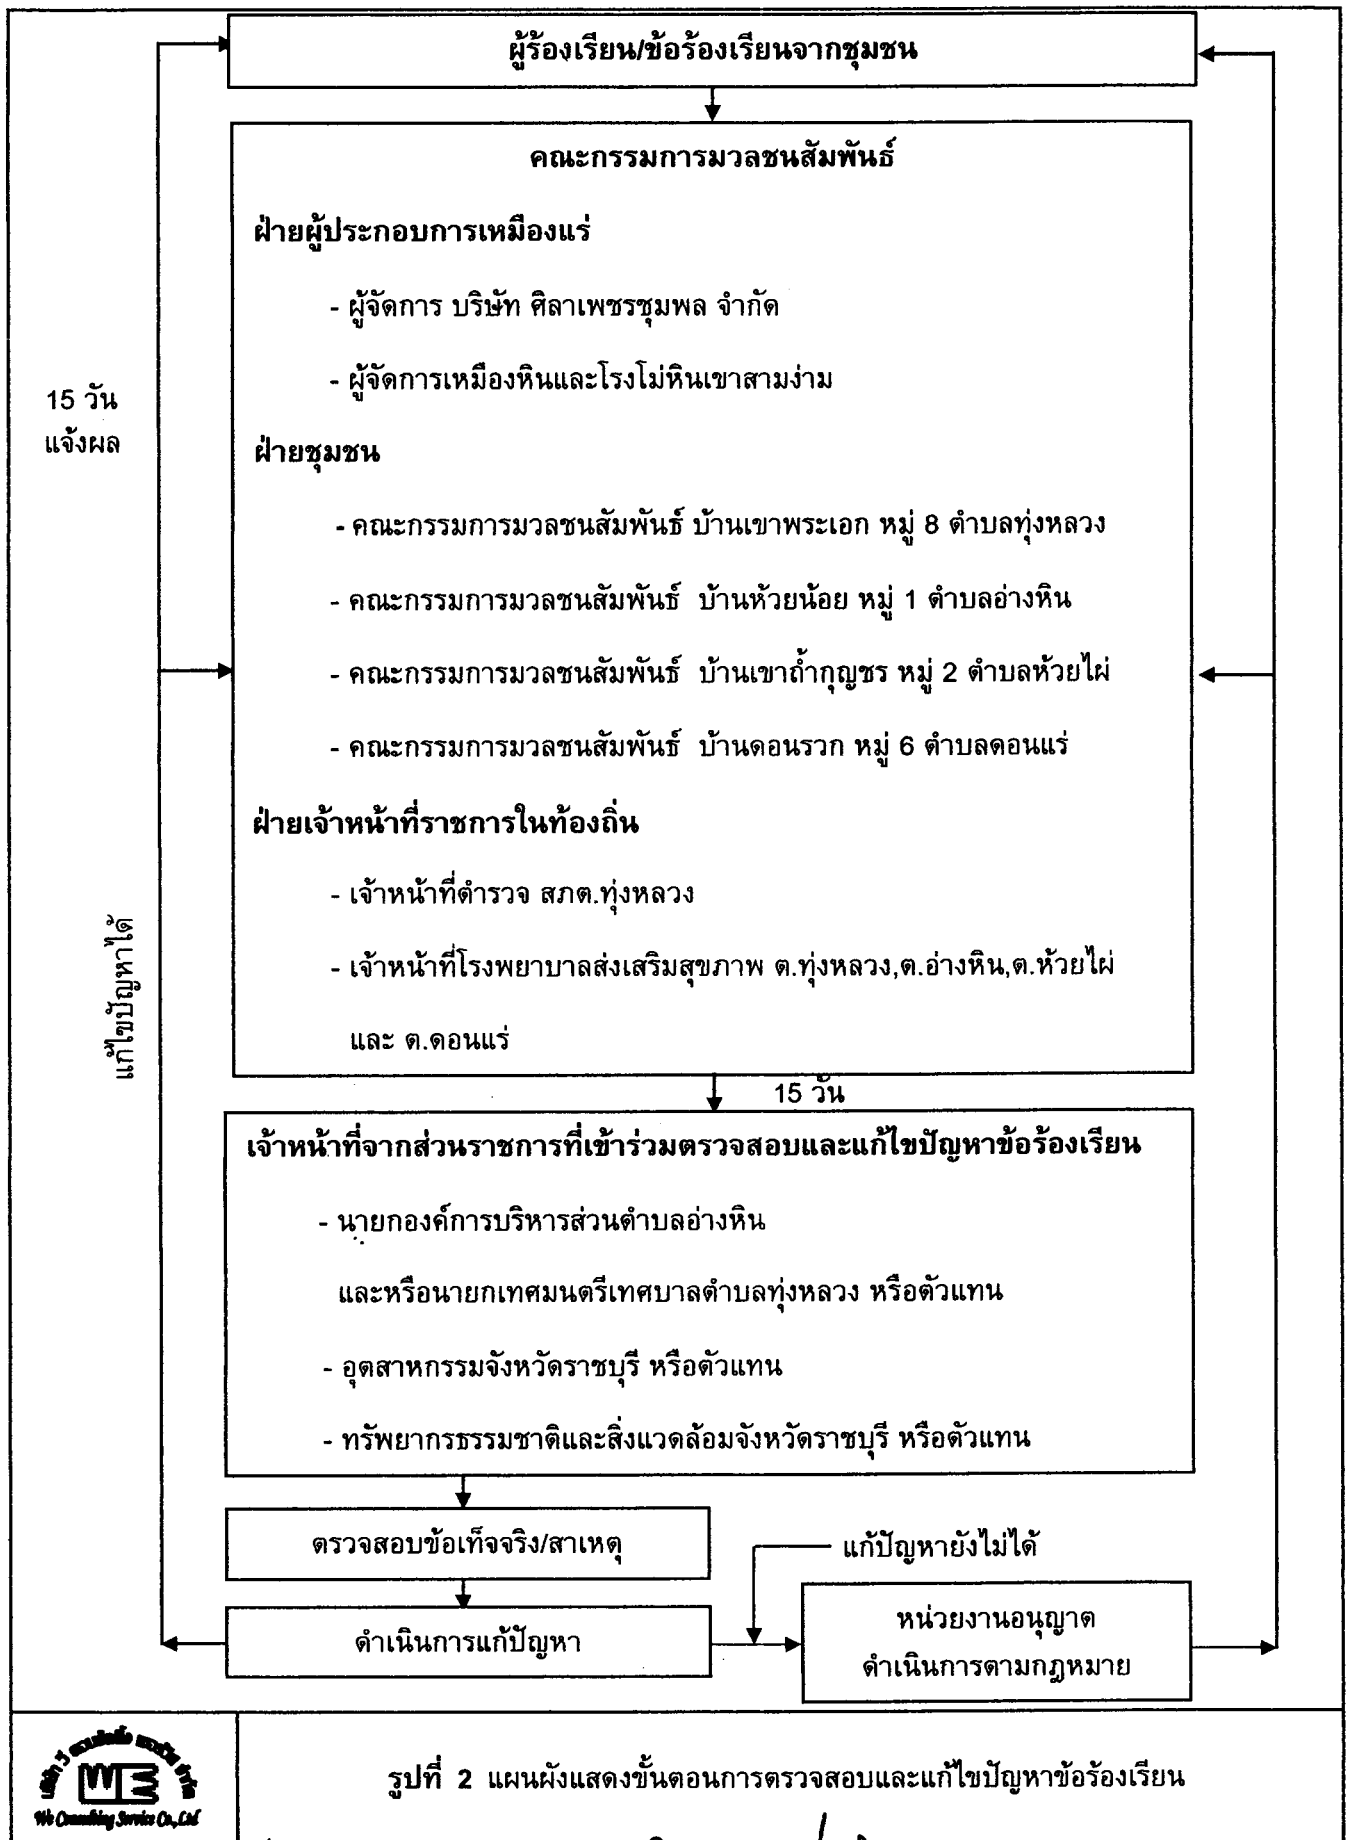 ผู้ร้องเรียน/ข้อร้องเรียนจากชุมชน
คณะกรรมการมวลชนสัมพันธ์
ฝ่ายผู้ประกอบการเหมืองแร่
- ผู้จัดการ บริษัท ศิลาเพชรชุมพล จำกัด
- ผู้จัดการเหมืองหินและโรงโม่หินเขาสามง่าม
15 วัน
แจ้งผล
ฝ่ายชุมชน
- คณะกรรมการมวลชนสัมพันธ์ บ้านเขาพระเอก หมู่ 8 ตำบลทุ่งหลวง
- คณะกรรมการมวลชนสัมพันธ์ บ้านห้วยน้อย หมู่ 1 ตำบลอ่างหิน
- คณะกรรมการมวลชนสัมพันธ์ บ้านเขาถ้ำกุญชร หมู่ 2 ตำบลห้วยไผ่
- คณะกรรมการมวลชนสัมพันธ์ บ้านดอนรวก หมู่ 6 ตำบลดอนแร่
ฝ่ายเจ้าหน้าที่ราชการในท้องถิ่น
- เจ้าหน้าที่ตำรวจ สภต.ทุ่งหลวง
- เจ้าหน้าที่โรงพยาบาลส่งเสริมสุขภาพ ต.ทุ่งหลวง,ต.อ่างหิน,ต.ห้วยไผ่
และ ต.ดอนแร่
แก้ไขปัญหาได้
15 วัน
เจ้าหน้าที่จากส่วนราชการที่เข้าร่วมตรวจสอบและแก้ไขปัญหาข้อร้องเรียน
- นายกองค์การบริหารส่วนตำบลอ่างหิน
และหรือนายกเทศมนตรีเทศบาลตำบลทุ่งหลวง หรือตัวแทน
- อุตสาหกรรมจังหวัดราชบุรี หรือตัวแทน
- ทรัพยากรธรรมชาติและสิ่งแวดล้อมจังหวัดราชบุรี หรือตัวแทน
ตรวจสอบข้อเท็จจริง/สาเหตุ
แก้ปัญหายังไม่ได้
ดำเนินการแก้ปัญหา
หน่วยงานอนุญาต
ดำเนินการตามกฎหมาย
บริษัท วี คอนซัลติ้ง เซอร์วิส จำกัด
WE
We Consulting Service Co.,Ltd
รูปที่ 2 แผนผังแสดงขั้นตอนการตรวจสอบและแก้ไขปัญหาข้อร้องเรียน